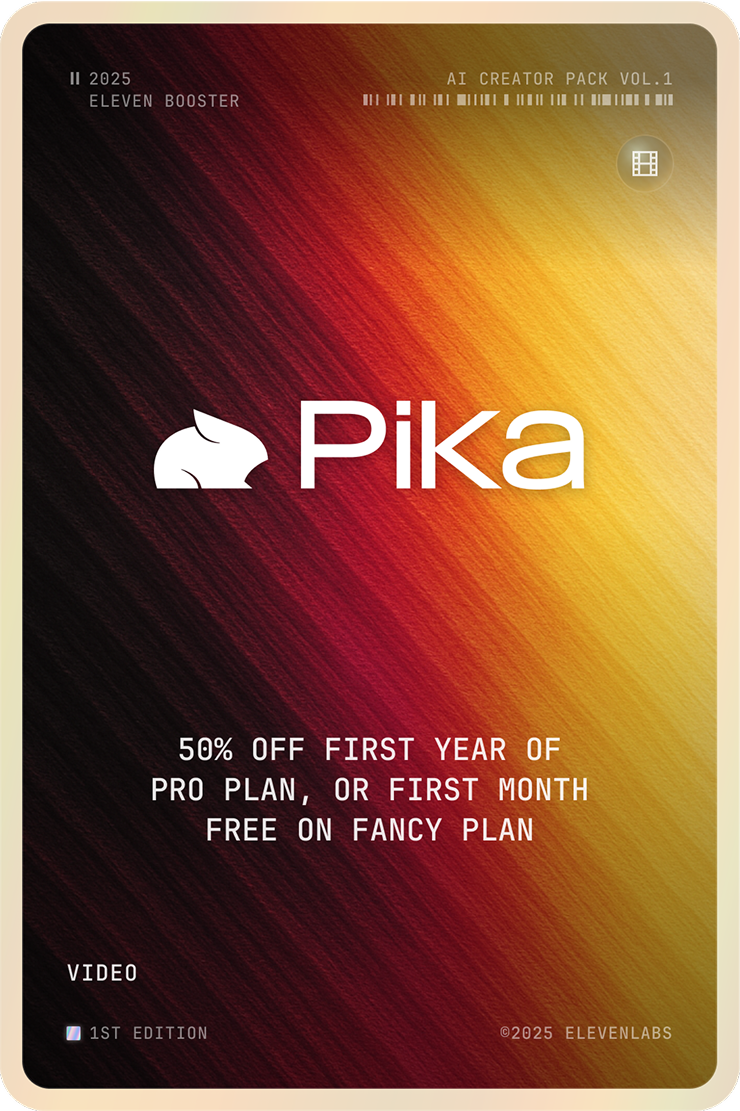 2025
ELEVEN BOOSTER
AI CREATOR PACK VOL.1
Pika
50% OFF FIRST YEAR OF
PRO PLAN, OR FIRST MONTH
FREE ON FANCY PLAN
VIDEO
1ST EDITION
©2025 ELEVENLABS